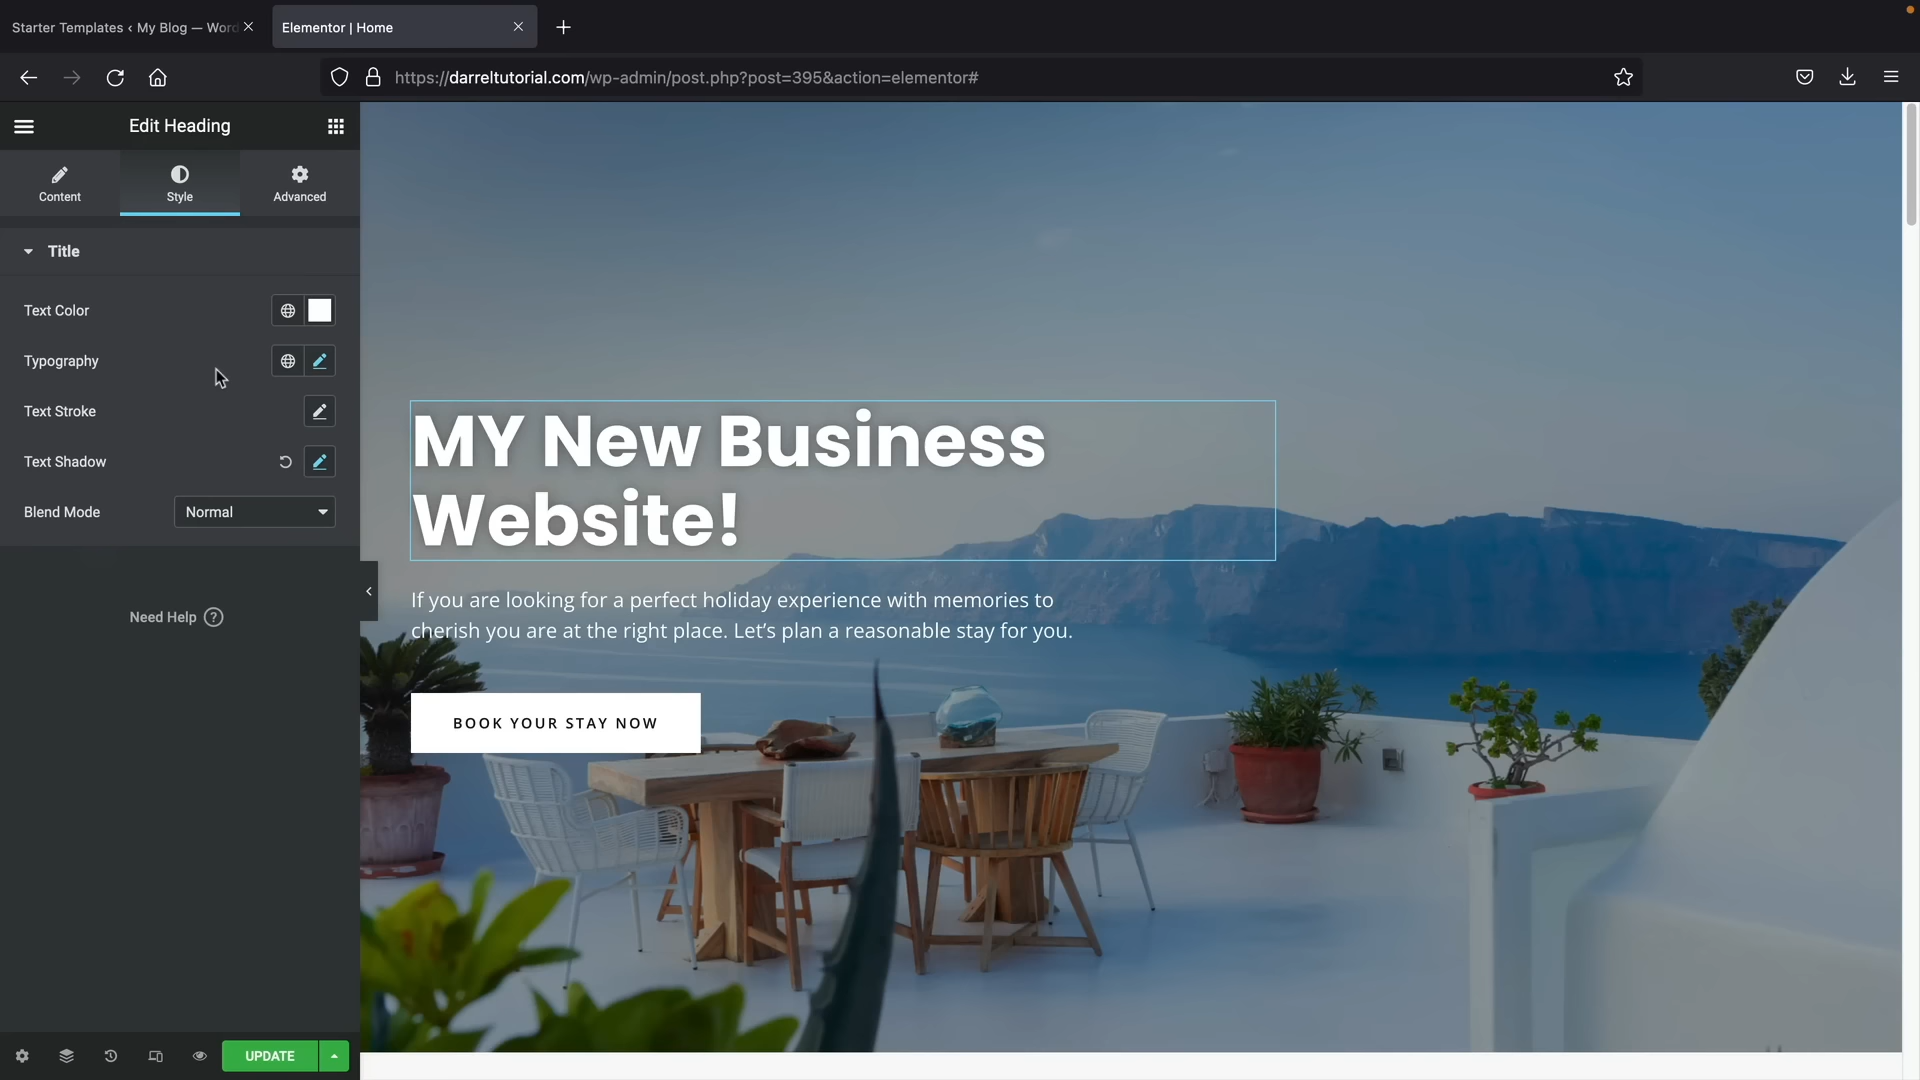 Starter Templates ‹ My Blog — Word
Elementor | Home
https://darreltutorial.com/wp-admin/post.php?post=395&action=elementor#
Edit Heading
Content
Style
Advanced
Title
Text Color
Typography
Text Stroke
Text Shadow
Blend Mode
Normal
Need Help ?
UPDATE
MY New Business
Website!
If you are looking for a perfect holiday experience with memories to
cherish you are at the right place. Let’s plan a reasonable stay for you.
BOOK YOUR STAY NOW